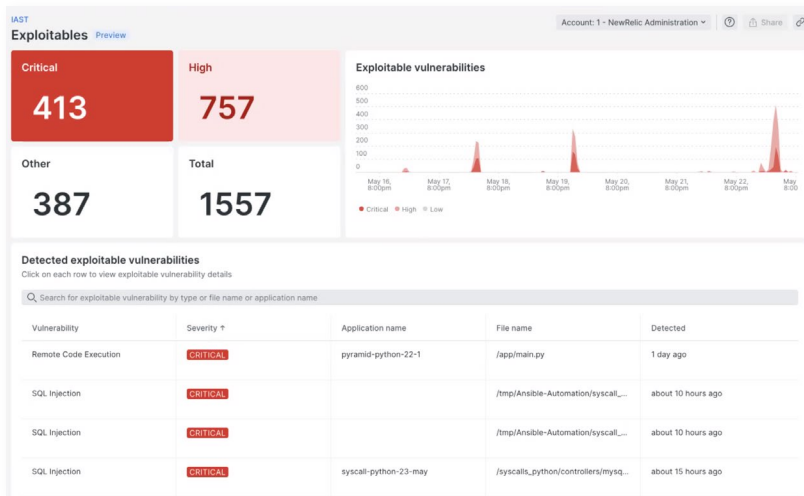 IAST
Exploitables Preview
Account: 1 - NewRelic Administration
Share
Critical
413
High
757
Other
387
Total
1557
Exploitable vulnerabilities
600
500
400
300
200
100
0
May 16, 8:00pm
May 17, 8:00pm
May 18, 8:00pm
May 19, 8:00pm
May 20, 8:00pm
May 21, 8:00pm
May 22, 8:00pm
May 8:00
Critical High Low
Detected exploitable vulnerabilities
Click on each row to view exploitable vulnerability details
Search for exploitable vulnerability by type or file name or application name
Vulnerability Severity ↑ Application name File name Detected
Remote Code Execution CRITICAL pyramid-python-22-1 /app/main.py 1 day ago
SQL Injection CRITICAL /tmp/Ansible-Automation/syscall_... about 10 hours ago
SQL Injection CRITICAL /tmp/Ansible-Automation/syscall_... about 10 hours ago
SQL Injection CRITICAL syscall-python-23-may /syscalls_python/controllers/mysq... about 15 hours ago